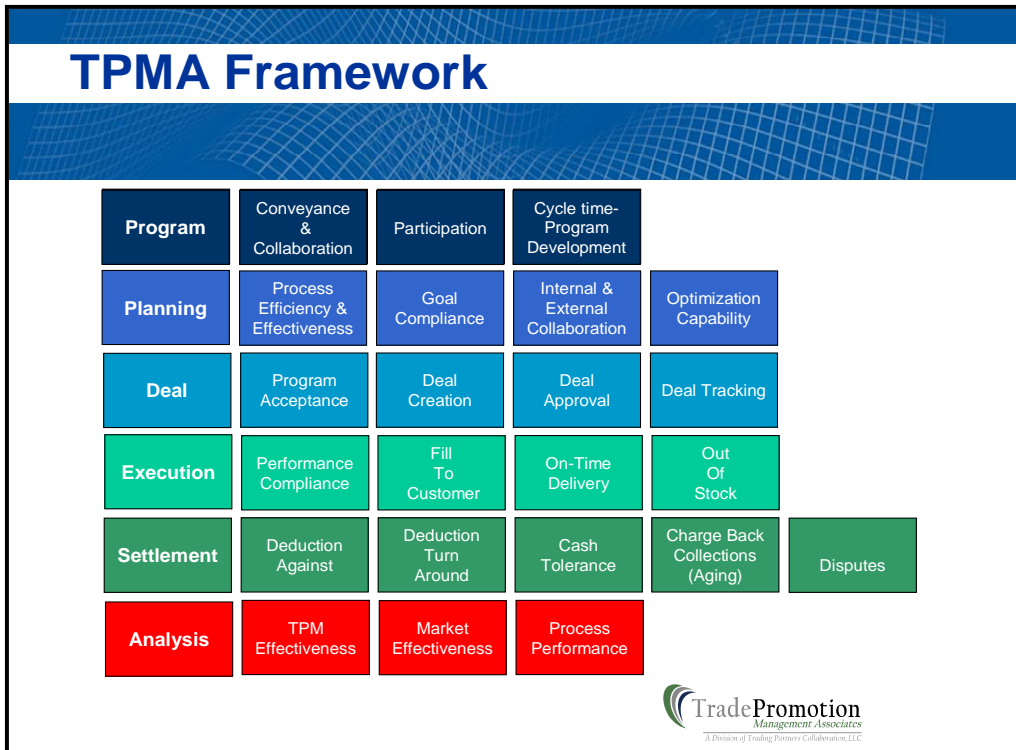 TPMA Framework
Program
Conveyance
&
Collaboration
Participation
Cycle time-
Program
Development
Planning
Process
Efficiency &
Effectiveness
Goal
Compliance
Internal &
External
Collaboration
Optimization
Capability
Deal
Program
Acceptance
Deal
Creation
Deal
Approval
Deal Tracking
Execution
Performance
Compliance
Fill
To
Customer
On-Time
Delivery
Out
Of
Stock
Settlement
Deduction
Against
Deduction
Turn
Around
Cash
Tolerance
Charge Back
Collections
(Aging)
Disputes
Analysis
TPM
Effectiveness
Market
Effectiveness
Process
Performance
TradePromotion
Management Associates
A Division of Trading Partners Collaboration, LLC